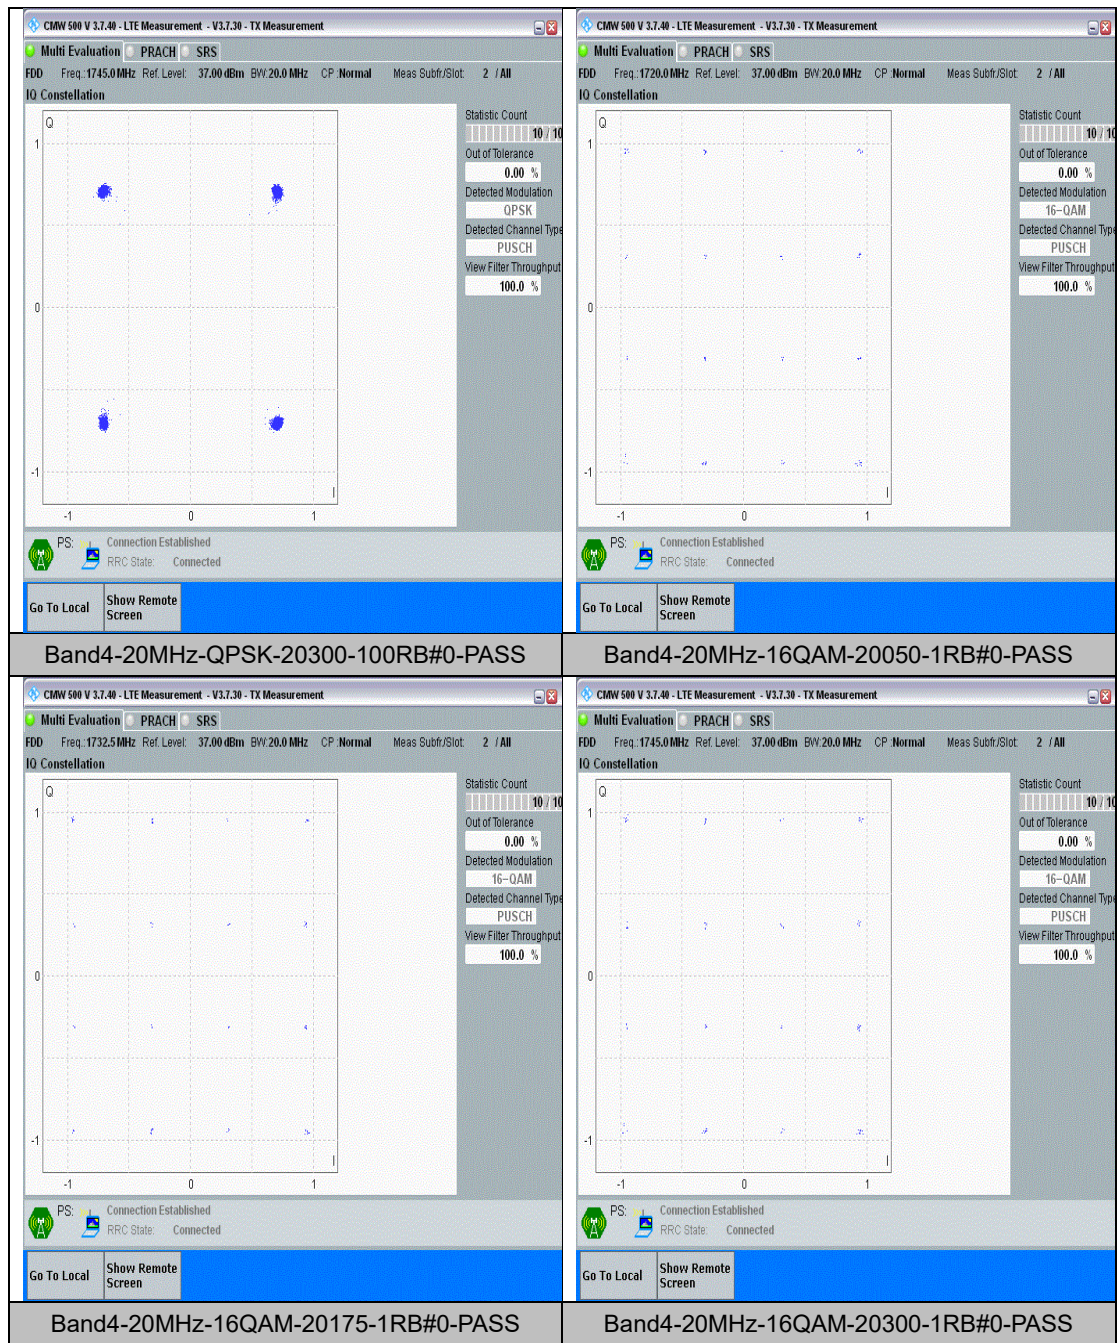 CMW 500 V 3.7.40 - LTE Measurement - V3.7.30 - TX Measurement
Multi Evaluation PRACH SRS
FDD Freq.:1745.0 MHz Ref. Level: 37.00 dBm BW:20.0 MHz CP :Normal Meas Subfr./Slot: 2 / All
IQ Constellation
Q
Statistic Count
10 / 10
Out of Tolerance
0.00 %
Detected Modulation
QPSK
Detected Channel Type
PUSCH
View Filter Throughput
100.0 %
1
0
-1
I
-1 0 1
PS: Connection Established
RRC State: Connected
Go To Local Show Remote
Screen
Band4-20MHz-QPSK-20300-100RB#0-PASS
CMW 500 V 3.7.40 - LTE Measurement - V3.7.30 - TX Measurement
Multi Evaluation PRACH SRS
FDD Freq.:1720.0 MHz Ref. Level: 37.00 dBm BW:20.0 MHz CP :Normal Meas Subfr./Slot: 2 / All
IQ Constellation
Q
Statistic Count
10 / 10
Out of Tolerance
0.00 %
Detected Modulation
16-QAM
Detected Channel Type
PUSCH
View Filter Throughput
100.0 %
1
0
-1
I
-1 0 1
PS: Connection Established
RRC State: Connected
Go To Local Show Remote
Screen
Band4-20MHz-16QAM-20050-1RB#0-PASS
CMW 500 V 3.7.40 - LTE Measurement - V3.7.30 - TX Measurement
Multi Evaluation PRACH SRS
FDD Freq.:1732.5 MHz Ref. Level: 37.00 dBm BW:20.0 MHz CP :Normal Meas Subfr./Slot: 2 / All
IQ Constellation
Q
Statistic Count
10 / 10
Out of Tolerance
0.00 %
Detected Modulation
16-QAM
Detected Channel Type
PUSCH
View Filter Throughput
100.0 %
1
0
-1
I
-1 0 1
PS: Connection Established
RRC State: Connected
Go To Local Show Remote
Screen
Band4-20MHz-16QAM-20175-1RB#0-PASS
CMW 500 V 3.7.40 - LTE Measurement - V3.7.30 - TX Measurement
Multi Evaluation PRACH SRS
FDD Freq.:1745.0 MHz Ref. Level: 37.00 dBm BW:20.0 MHz CP :Normal Meas Subfr./Slot: 2 / All
IQ Constellation
Q
Statistic Count
10 / 10
Out of Tolerance
0.00 %
Detected Modulation
16-QAM
Detected Channel Type
PUSCH
View Filter Throughput
100.0 %
1
0
-1
I
-1 0 1
PS: Connection Established
RRC State: Connected
Go To Local Show Remote
Screen
Band4-20MHz-16QAM-20300-1RB#0-PASS